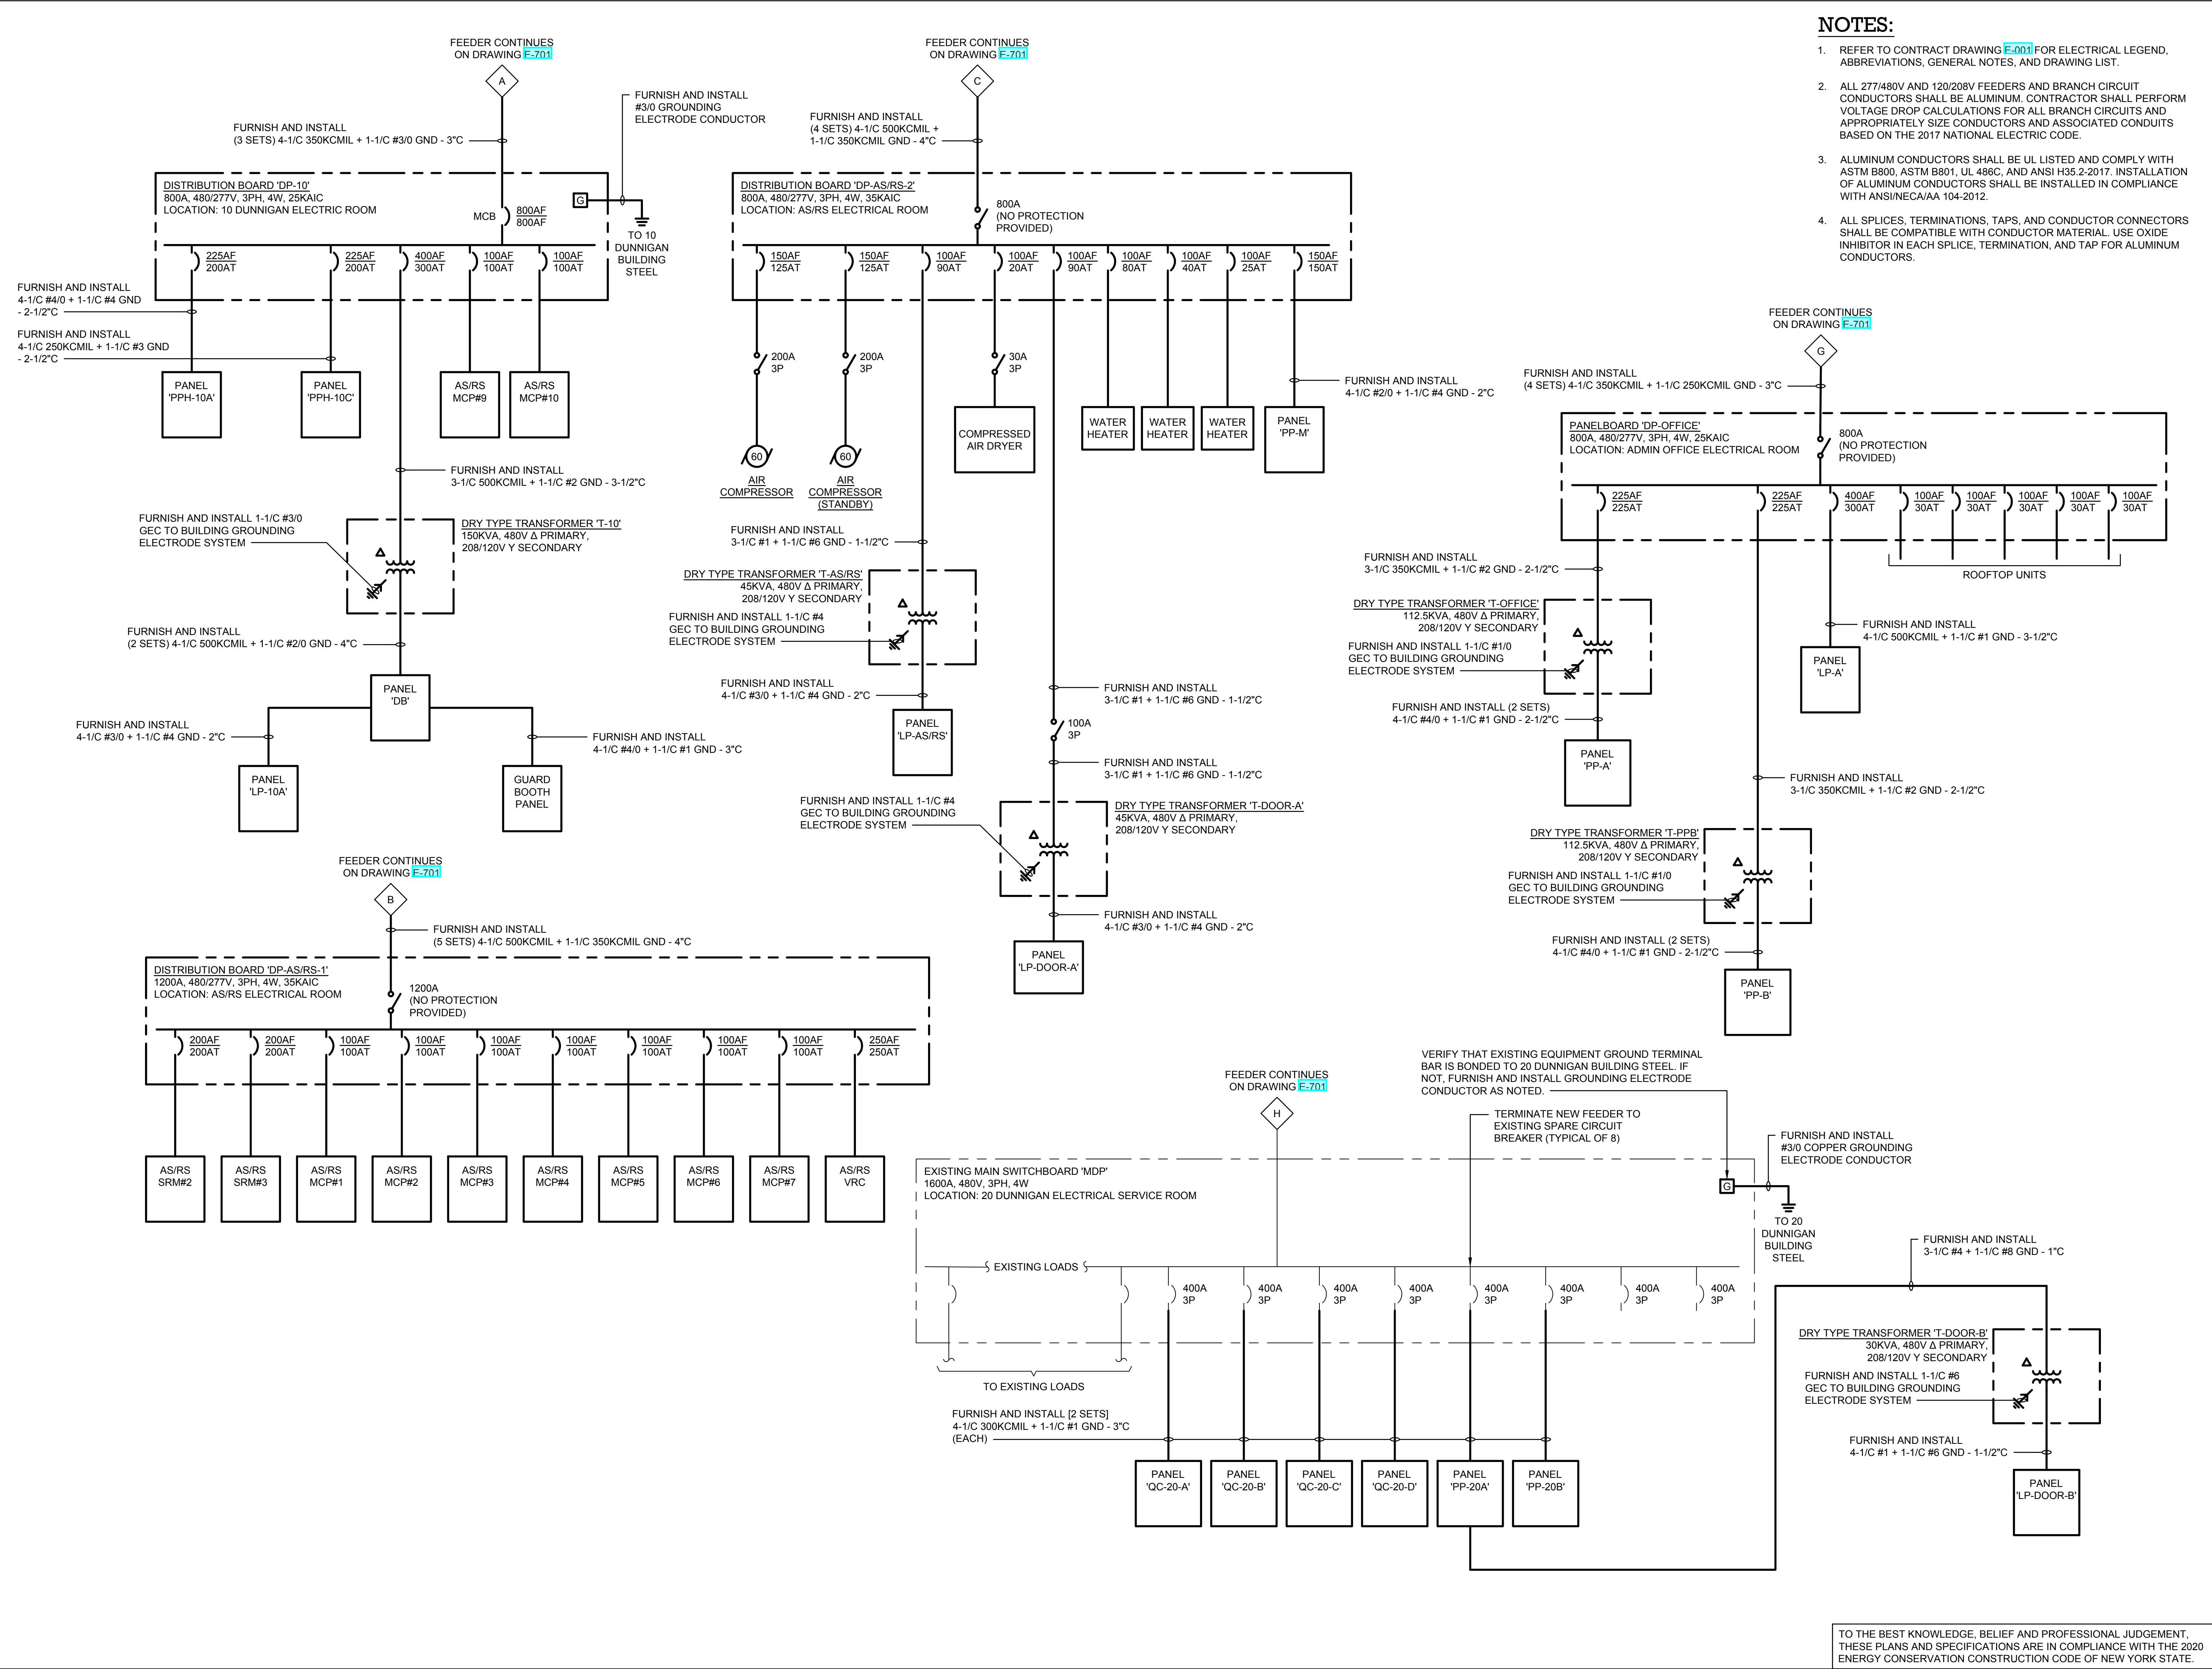 NOTES:
1. REFER TO CONTRACT DRAWING E-001 FOR ELECTRICAL LEGEND,
ABBREVIATIONS, GENERAL NOTES, AND DRAWING LIST.
2. ALL 277/480V AND 120/208V FEEDERS AND BRANCH CIRCUIT
CONDUCTORS SHALL BE ALUMINUM. CONTRACTOR SHALL PERFORM
VOLTAGE DROP CALCULATIONS FOR ALL BRANCH CIRCUITS AND
APPROPRIATELY SIZE CONDUCTORS AND ASSOCIATED CONDUITS
BASED ON THE 2017 NATIONAL ELECTRIC CODE.
3. ALUMINUM CONDUCTORS SHALL BE UL LISTED AND COMPLY WITH
ASTM B800, ASTM B801, UL 486C, AND ANSI H35.2-2017. INSTALLATION
OF ALUMINUM CONDUCTORS SHALL BE INSTALLED IN COMPLIANCE
WITH ANSI/NECA/AA 104-2012.
4. ALL SPLICES, TERMINATIONS, TAPS, AND CONDUCTOR CONNECTORS
SHALL BE COMPATIBLE WITH CONDUCTOR MATERIAL. USE OXIDE
INHIBITOR IN EACH SPLICE, TERMINATION, AND TAP FOR ALUMINUM
CONDUCTORS.
FEEDER CONTINUES
ON DRAWING E-701
A
FURNISH AND INSTALL
#3/0 GROUNDING
ELECTRODE CONDUCTOR
FURNISH AND INSTALL
(3 SETS) 4-1/C 350KCMIL + 1-1/C #3/0 GND - 3"C
DISTRIBUTION BOARD 'DP-10'
800A, 480/277V, 3PH, 4W, 25KAIC
LOCATION: 10 DUNNIGAN ELECTRIC ROOM
MCB
800AF
800AF
G
TO 10
DUNNIGAN
BUILDING
STEEL
225AF
200AT
225AF
200AT
400AF
300AT
100AF
100AT
100AF
100AT
FURNISH AND INSTALL
4-1/C #4/0 + 1-1/C #4 GND
- 2-1/2"C
FURNISH AND INSTALL
4-1/C 250KCMIL + 1-1/C #3 GND
- 2-1/2"C
PANEL
'PPH-10A'
PANEL
'PPH-10C'
AS/RS
MCP#9
AS/RS
MCP#10
FURNISH AND INSTALL
3-1/C 500KCMIL + 1-1/C #2 GND - 3-1/2"C
FURNISH AND INSTALL 1-1/C #3/0
GEC TO BUILDING GROUNDING
ELECTRODE SYSTEM
DRY TYPE TRANSFORMER 'T-10'
150KVA, 480V Δ PRIMARY,
208/120V Y SECONDARY
Δ
FURNISH AND INSTALL
(2 SETS) 4-1/C 500KCMIL + 1-1/C #2/0 GND - 4"C
PANEL
'DB'
FURNISH AND INSTALL
4-1/C #3/0 + 1-1/C #4 GND - 2"C
FURNISH AND INSTALL
4-1/C #4/0 + 1-1/C #1 GND - 3"C
PANEL
'LP-10A'
GUARD
BOOTH
PANEL
FEEDER CONTINUES
ON DRAWING E-701
B
FURNISH AND INSTALL
(5 SETS) 4-1/C 500KCMIL + 1-1/C 350KCMIL GND - 4"C
DISTRIBUTION BOARD 'DP-AS/RS-1'
1200A, 480/277V, 3PH, 4W, 35KAIC
LOCATION: AS/RS ELECTRICAL ROOM
1200A
(NO PROTECTION
PROVIDED)
200AF
200AT
200AF
200AT
100AF
100AT
100AF
100AT
100AF
100AT
100AF
100AT
100AF
100AT
100AF
100AT
100AF
100AT
250AF
250AT
AS/RS
SRM#2
AS/RS
SRM#3
AS/RS
MCP#1
AS/RS
MCP#2
AS/RS
MCP#3
AS/RS
MCP#4
AS/RS
MCP#5
AS/RS
MCP#6
AS/RS
MCP#7
AS/RS
VRC
FEEDER CONTINUES
ON DRAWING E-701
C
FURNISH AND INSTALL
(4 SETS) 4-1/C 500KCMIL +
1-1/C 350KCMIL GND - 4"C
DISTRIBUTION BOARD 'DP-AS/RS-2'
800A, 480/277V, 3PH, 4W, 35KAIC
LOCATION: AS/RS ELECTRICAL ROOM
800A
(NO PROTECTION
PROVIDED)
150AF
125AT
150AF
125AT
100AF
90AT
100AF
20AT
100AF
90AT
100AF
80AT
100AF
40AT
100AF
25AT
150AF
150AT
200A
3P
200A
3P
30A
3P
60
AIR
COMPRESSOR
60
AIR
COMPRESSOR
(STANDBY)
COMPRESSED
AIR DRYER
WATER
HEATER
WATER
HEATER
WATER
HEATER
PANEL
'PP-M'
FURNISH AND INSTALL
4-1/C #2/0 + 1-1/C #4 GND - 2"C
FURNISH AND INSTALL
3-1/C #1 + 1-1/C #6 GND - 1-1/2"C
DRY TYPE TRANSFORMER 'T-AS/RS'
45KVA, 480V Δ PRIMARY,
208/120V Y SECONDARY
Δ
FURNISH AND INSTALL 1-1/C #4
GEC TO BUILDING GROUNDING
ELECTRODE SYSTEM
FURNISH AND INSTALL
4-1/C #3/0 + 1-1/C #4 GND - 2"C
PANEL
'LP-AS/RS'
FURNISH AND INSTALL
3-1/C #1 + 1-1/C #6 GND - 1-1/2"C
100A
3P
FURNISH AND INSTALL
3-1/C #1 + 1-1/C #6 GND - 1-1/2"C
FURNISH AND INSTALL 1-1/C #4
GEC TO BUILDING GROUNDING
ELECTRODE SYSTEM
DRY TYPE TRANSFORMER 'T-DOOR-A'
45KVA, 480V Δ PRIMARY,
208/120V Y SECONDARY
Δ
FURNISH AND INSTALL
4-1/C #3/0 + 1-1/C #4 GND - 2"C
PANEL
'LP-DOOR-A'
FEEDER CONTINUES
ON DRAWING E-701
G
FURNISH AND INSTALL
(4 SETS) 4-1/C 350KCMIL + 1-1/C 250KCMIL GND - 3"C
PANELBOARD 'DP-OFFICE'
800A, 480/277V, 3PH, 4W, 25KAIC
LOCATION: ADMIN OFFICE ELECTRICAL ROOM
800A
(NO PROTECTION
PROVIDED)
225AF
225AT
225AF
225AT
400AF
300AT
100AF
30AT
100AF
30AT
100AF
30AT
100AF
30AT
100AF
30AT
ROOFTOP UNITS
FURNISH AND INSTALL
3-1/C 350KCMIL + 1-1/C #2 GND - 2-1/2"C
DRY TYPE TRANSFORMER 'T-OFFICE'
112.5KVA, 480V Δ PRIMARY,
208/120V Y SECONDARY
Δ
FURNISH AND INSTALL 1-1/C #1/0
GEC TO BUILDING GROUNDING
ELECTRODE SYSTEM
FURNISH AND INSTALL (2 SETS)
4-1/C #4/0 + 1-1/C #1 GND - 2-1/2"C
PANEL
'PP-A'
FURNISH AND INSTALL
4-1/C 500KCMIL + 1-1/C #1 GND - 3-1/2"C
PANEL
'LP-A'
FURNISH AND INSTALL
3-1/C 350KCMIL + 1-1/C #2 GND - 2-1/2"C
DRY TYPE TRANSFORMER 'T-PPB'
112.5KVA, 480V Δ PRIMARY,
208/120V Y SECONDARY
Δ
FURNISH AND INSTALL 1-1/C #1/0
GEC TO BUILDING GROUNDING
ELECTRODE SYSTEM
FURNISH AND INSTALL (2 SETS)
4-1/C #4/0 + 1-1/C #1 GND - 2-1/2"C
PANEL
'PP-B'
FEEDER CONTINUES
ON DRAWING E-701
H
VERIFY THAT EXISTING EQUIPMENT GROUND TERMINAL
BAR IS BONDED TO 20 DUNNIGAN BUILDING STEEL. IF
NOT, FURNISH AND INSTALL GROUNDING ELECTRODE
CONDUCTOR AS NOTED.
TERMINATE NEW FEEDER TO
EXISTING SPARE CIRCUIT
BREAKER (TYPICAL OF 8)
FURNISH AND INSTALL
#3/0 COPPER GROUNDING
ELECTRODE CONDUCTOR
EXISTING MAIN SWITCHBOARD 'MDP'
1600A, 480V, 3PH, 4W
LOCATION: 20 DUNNIGAN ELECTRICAL SERVICE ROOM
G
TO 20
DUNNIGAN
BUILDING
STEEL
EXISTING LOADS
400A
3P
400A
3P
400A
3P
400A
3P
400A
3P
400A
3P
400A
3P
400A
3P
TO EXISTING LOADS
FURNISH AND INSTALL [2 SETS]
4-1/C 300KCMIL + 1-1/C #1 GND - 3"C
(EACH)
PANEL
'QC-20-A'
PANEL
'QC-20-B'
PANEL
'QC-20-C'
PANEL
'QC-20-D'
PANEL
'PP-20A'
PANEL
'PP-20B'
FURNISH AND INSTALL
3-1/C #4 + 1-1/C #8 GND - 1"C
DRY TYPE TRANSFORMER 'T-DOOR-B'
30KVA, 480V Δ PRIMARY,
208/120V Y SECONDARY
Δ
FURNISH AND INSTALL 1-1/C #6
GEC TO BUILDING GROUNDING
ELECTRODE SYSTEM
FURNISH AND INSTALL
4-1/C #1 + 1-1/C #6 GND - 1-1/2"C
PANEL
'LP-DOOR-B'
TO THE BEST KNOWLEDGE, BELIEF AND PROFESSIONAL JUDGEMENT,
THESE PLANS AND SPECIFICATIONS ARE IN COMPLIANCE WITH THE 2020
ENERGY CONSERVATION CONSTRUCTION CODE OF NEW YORK STATE.